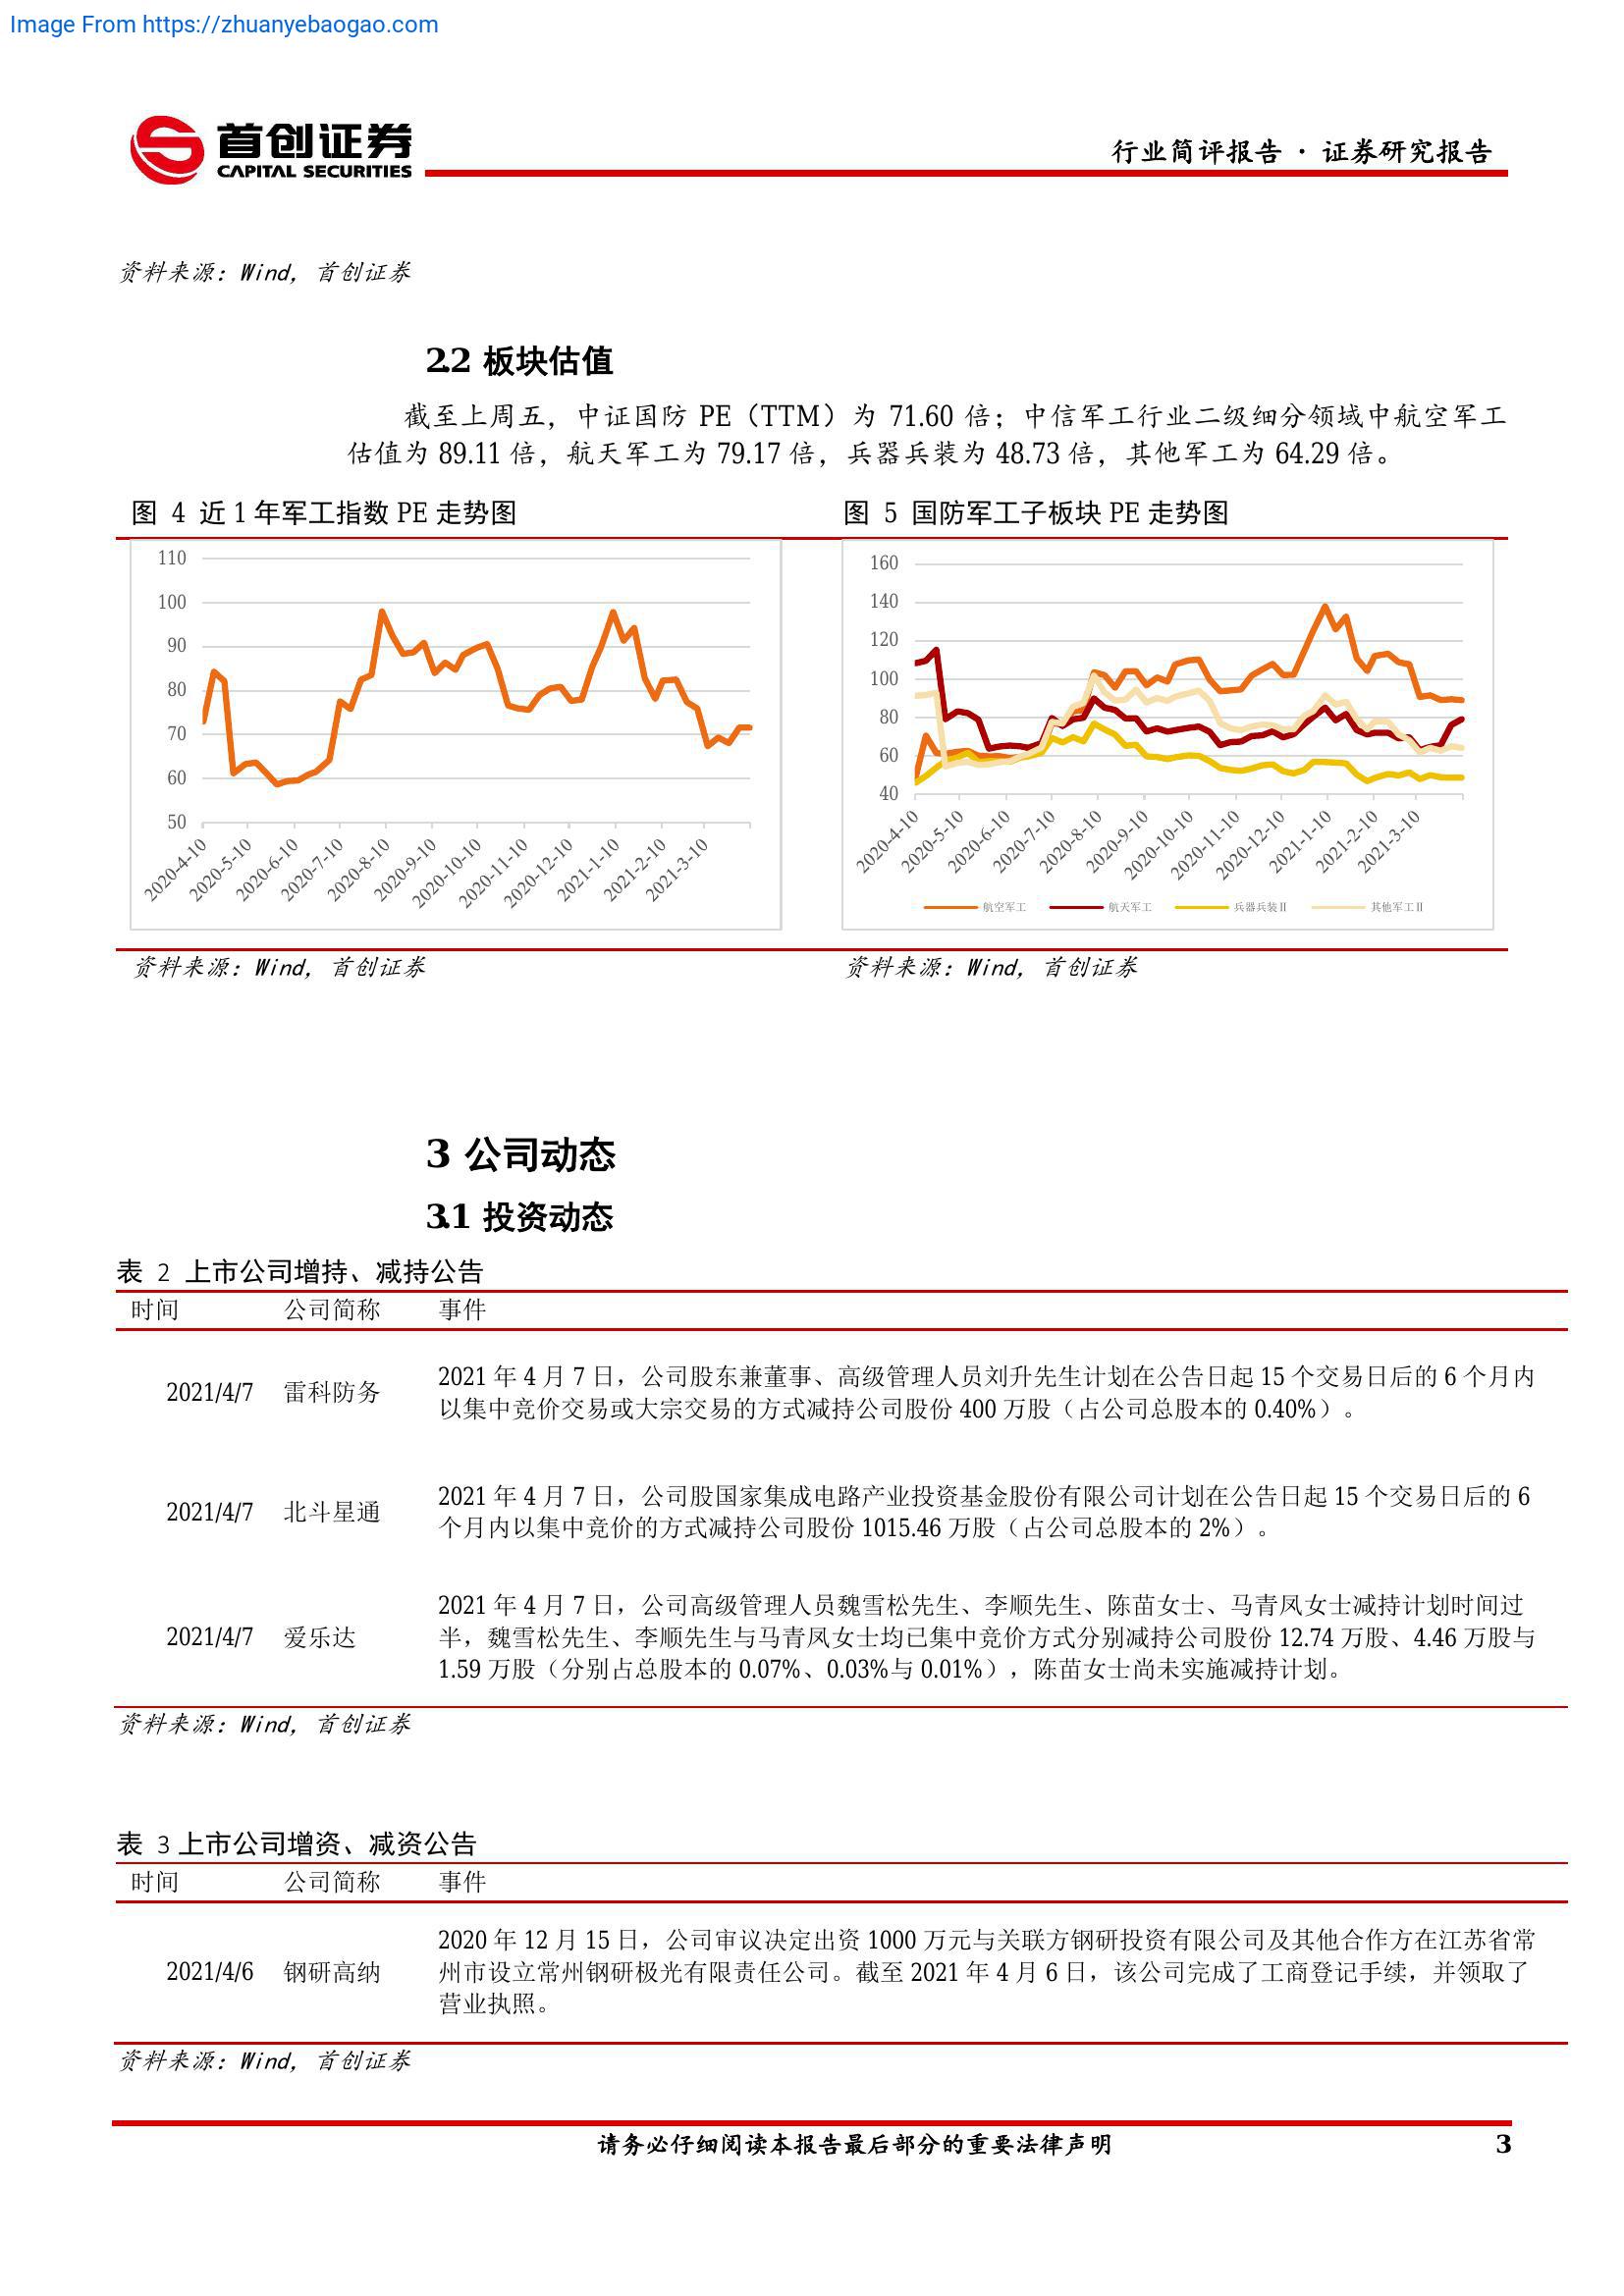 Image From https://zhuanyebaogao.com
首创证券
CAPITAL SECURITIES
行业简评报告 · 证券研究报告
资料来源：Wind，首创证券
2.2 板块估值
截至上周五，中证国防 PE（TTM）为 71.60 倍；中信军工行业二级细分领域中航空军工
估值为 89.11 倍，航天军工为 79.17 倍，兵器兵装为 48.73 倍，其他军工为 64.29 倍。
图 4 近 1 年军工指数 PE 走势图
110
100
90
80
70
60
50
2020-4-10
2020-5-10
2020-6-10
2020-7-10
2020-8-10
2020-9-10
2020-10-10
2020-11-10
2020-12-10
2021-1-10
2021-2-10
2021-3-10
资料来源：Wind，首创证券
图 5 国防军工子板块 PE 走势图
160
140
120
100
80
60
40
2020-4-10
2020-5-10
2020-6-10
2020-7-10
2020-8-10
2020-9-10
2020-10-10
2020-11-10
2020-12-10
2021-1-10
2021-2-10
2021-3-10
航空军工 航天军工 兵器兵装Ⅱ 其他军工Ⅱ
资料来源：Wind，首创证券
3 公司动态
3.1 投资动态
表 2 上市公司增持、减持公告
时间 公司简称 事件
2021/4/7 雷科防务
2021 年 4 月 7 日，公司股东兼董事、高级管理人员刘升先生计划在公告日起 15 个交易日后的 6 个月内
以集中竞价交易或大宗交易的方式减持公司股份 400 万股（占公司总股本的 0.40%）。
2021/4/7 北斗星通
2021 年 4 月 7 日，公司股国家集成电路产业投资基金股份有限公司计划在公告日起 15 个交易日后的 6
个月内以集中竞价的方式减持公司股份 1015.46 万股（占公司总股本的 2%）。
2021/4/7 爱乐达
2021 年 4 月 7 日，公司高级管理人员魏雪松先生、李顺先生、陈苗女士、马青凤女士减持计划时间过
半，魏雪松先生、李顺先生与马青凤女士均已集中竞价方式分别减持公司股份 12.74 万股、4.46 万股与
1.59 万股（分别占总股本的 0.07%、0.03%与 0.01%），陈苗女士尚未实施减持计划。
资料来源：Wind，首创证券
表 3 上市公司增资、减资公告
时间 公司简称 事件
2021/4/6 钢研高纳
2020 年 12 月 15 日，公司审议决定出资 1000 万元与关联方钢研投资有限公司及其他合作方在江苏省常
州市设立常州钢研极光有限责任公司。截至 2021 年 4 月 6 日，该公司完成了工商登记手续，并领取了
营业执照。
资料来源：Wind，首创证券
请务必仔细阅读本报告最后部分的重要法律声明 3